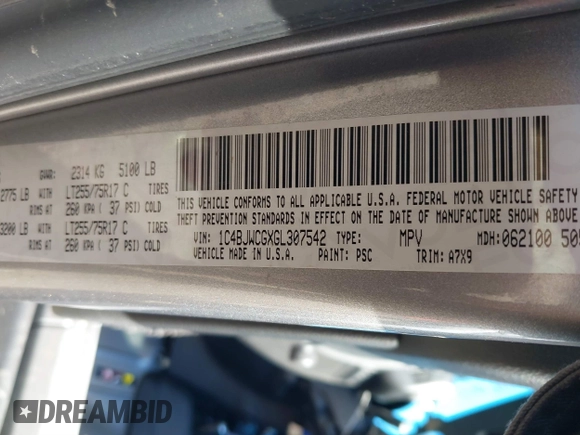 GVWR: 2314 KG 5100 LB
2775 LB WITH LT255/75R17 C TIRES
RIMS AT 260 KPA ( 37 PSI) COLD
3200 LB WITH LT255/75R17 C TIRES
RIMS AT 260 KPA ( 37 PSI) COLD
THIS VEHICLE CONFORMS TO ALL APPLICABLE U.S.A. FEDERAL MOTOR VEHICLE SAFETY
THEFT PREVENTION STANDARDS IN EFFECT ON THE DATE OF MANUFACTURE SHOWN ABOVE.
VIN: 1C4BJWCGXGL307542 TYPE: MPV MDH: 062100 505
VEHICLE MADE IN U.S.A. PAINT: PSC TRIM: A7X9
DREAMBID